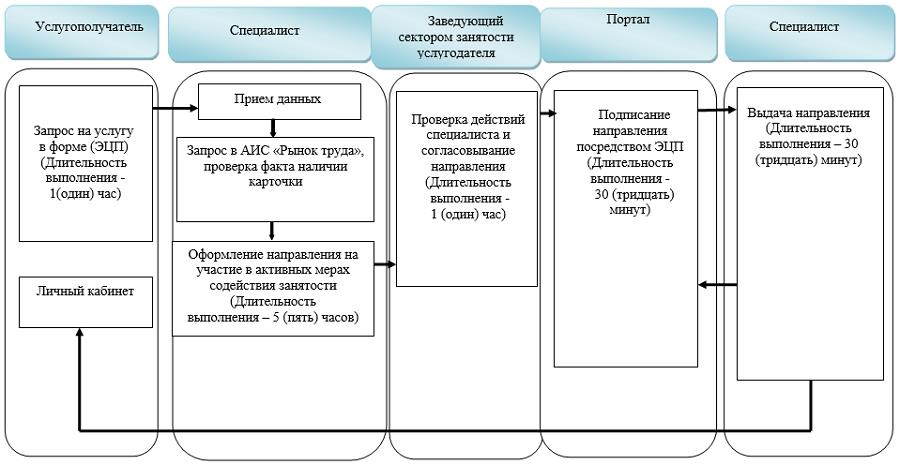 Услугополучатель
Специалист
Заведующий
сектором занятости
услугодателя
Портал
Специалист
Запрос на услугу
в форме (ЭЦП)
(Длительность
выполнения -
1(один) час)
Личный кабинет
Прием данных
Запрос в АИС «Рынок труда»,
проверка факта наличии
карточки
Оформление направления на
участие в активных мерах
содействия занятости
(Длительность
выполнения – 5 (пять) часов)
Проверка действий
специалиста и
согласовывание
направления
(Длительность
выполнения -
1 (один) час)
Подписание
направления
посредством ЭЦП
(Длительность
выполнения -
30 (тридцать)
минут)
Выдача направления
(Длительность
выполнения – 30
(тридцать) минут)